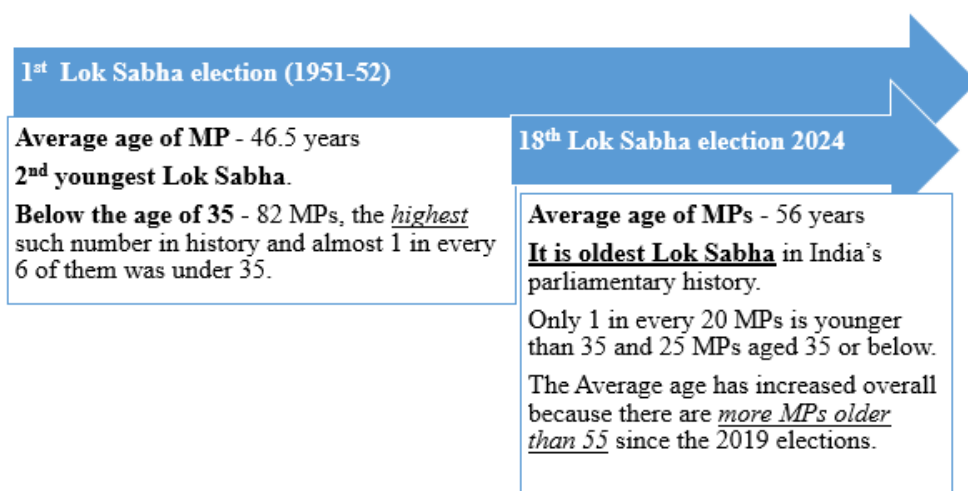 1st Lok Sabha election (1951-52)
Average age of MP - 46.5 years
2nd youngest Lok Sabha.
Below the age of 35 - 82 MPs, the highest
such number in history and almost 1 in every
6 of them was under 35.
18th Lok Sabha election 2024
Average age of MPs - 56 years
It is oldest Lok Sabha in India’s
parliamentary history.
Only 1 in every 20 MPs is younger
than 35 and 25 MPs aged 35 or below.
The Average age has increased overall
because there are more MPs older
than 55 since the 2019 elections.